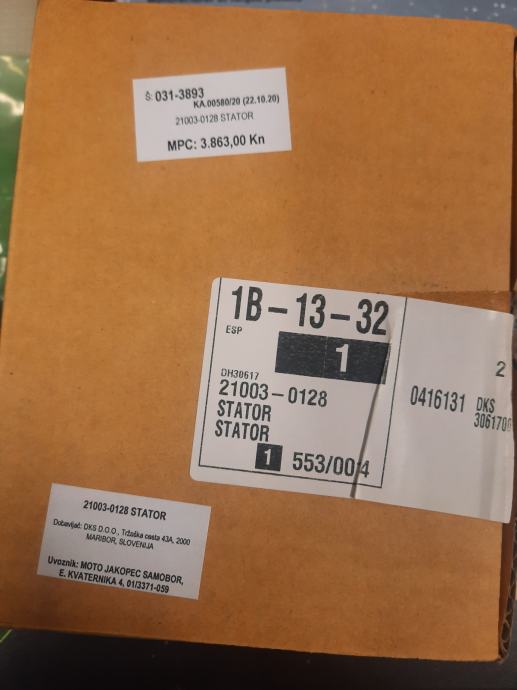 Š: 031-3893
KA.00580/20 (22.10.20)
21003-0128 STATOR
MPC: 3.863,00 Kn
1B-13-32
ESP
1
2
DH30617
21003-0128
STATOR
STATOR
1 553/004
0416131 DKS
306170
21003-0128 STATOR
Dobavljač: DKS D.O.O., Tržaška cesta 43A, 2000
MARIBOR, SLOVENIJA
Uvoznik: MOTO JAKOPEC SAMOBOR,
E. KVATERNIKA 4, 01/3371-059